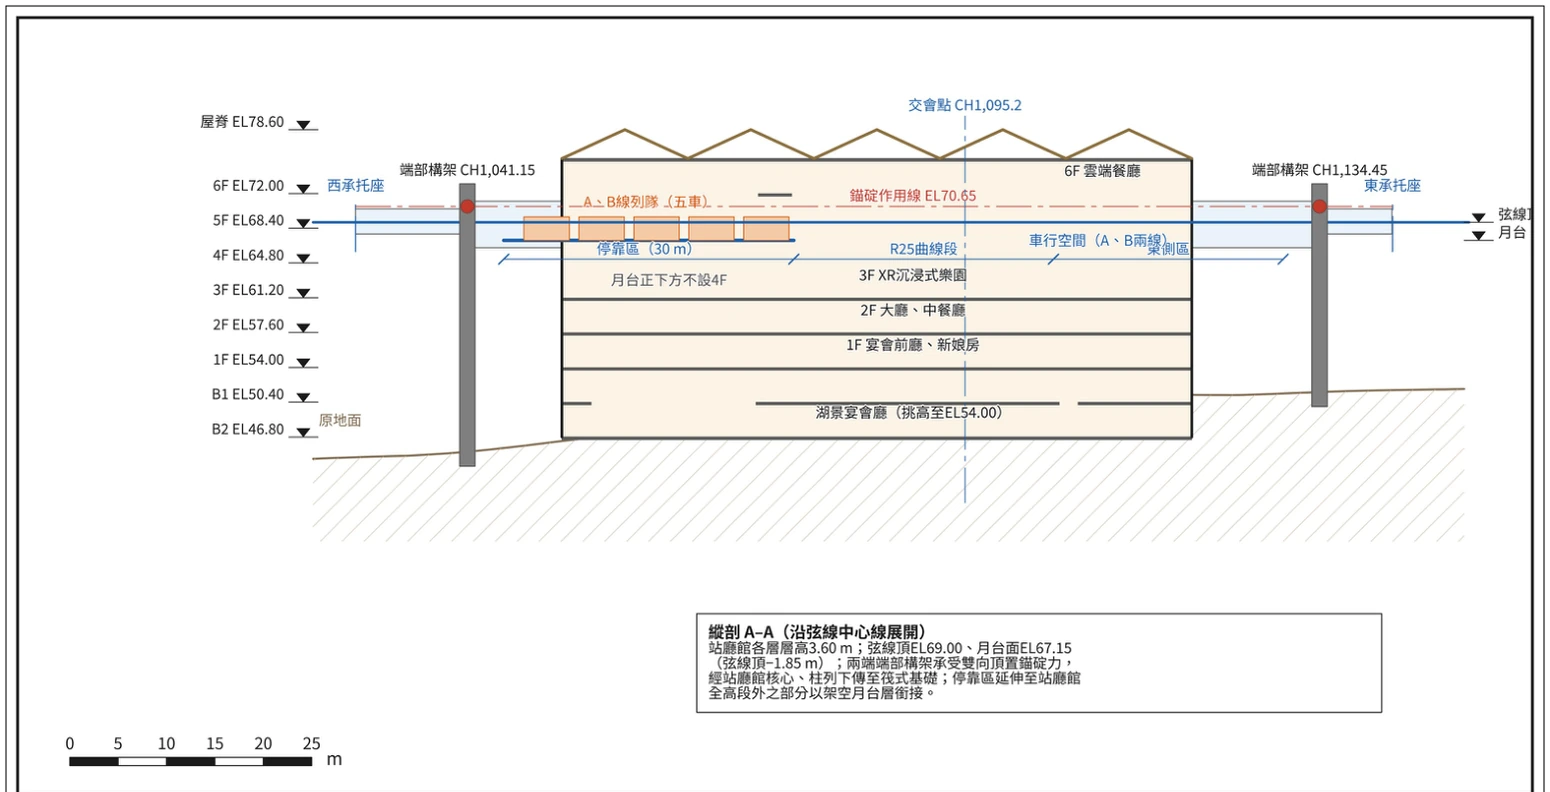 交會點 CH1,095.2
屋脊 EL78.60
端部構架 CH1,041.15
6F 雲端餐廳
端部構架 CH1,134.45
6F EL72.00
西承托座
東承托座
A、B線列隊（五車）
錨碇作用線 EL70.65
5F EL68.40
弦線頂
月台
4F EL64.80
停靠區（30 m）
R25曲線段
車行空間（A、B兩線）
東側區
月台正下方不設4F
3F XR沉浸式樂園
3F EL61.20
2F EL57.60
2F 大廳、中餐廳
1F EL54.00
1F 宴會前廳、新娘房
B1 EL50.40
湖景宴會廳（挑高至EL54.00）
B2 EL46.80
原地面
縱剖 A–A（沿弦線中心線展開）
站廳館各層層高3.60 m；弦線頂EL69.00、月台面EL67.15
（弦線頂−1.85 m）；兩端端部構架承受雙向頂置錨碇力，
經站廳館核心、柱列下傳至筏式基礎；停靠區延伸至站廳館
全高段外之部分以架空月台層銜接。
0 5 10 15 20 25 m